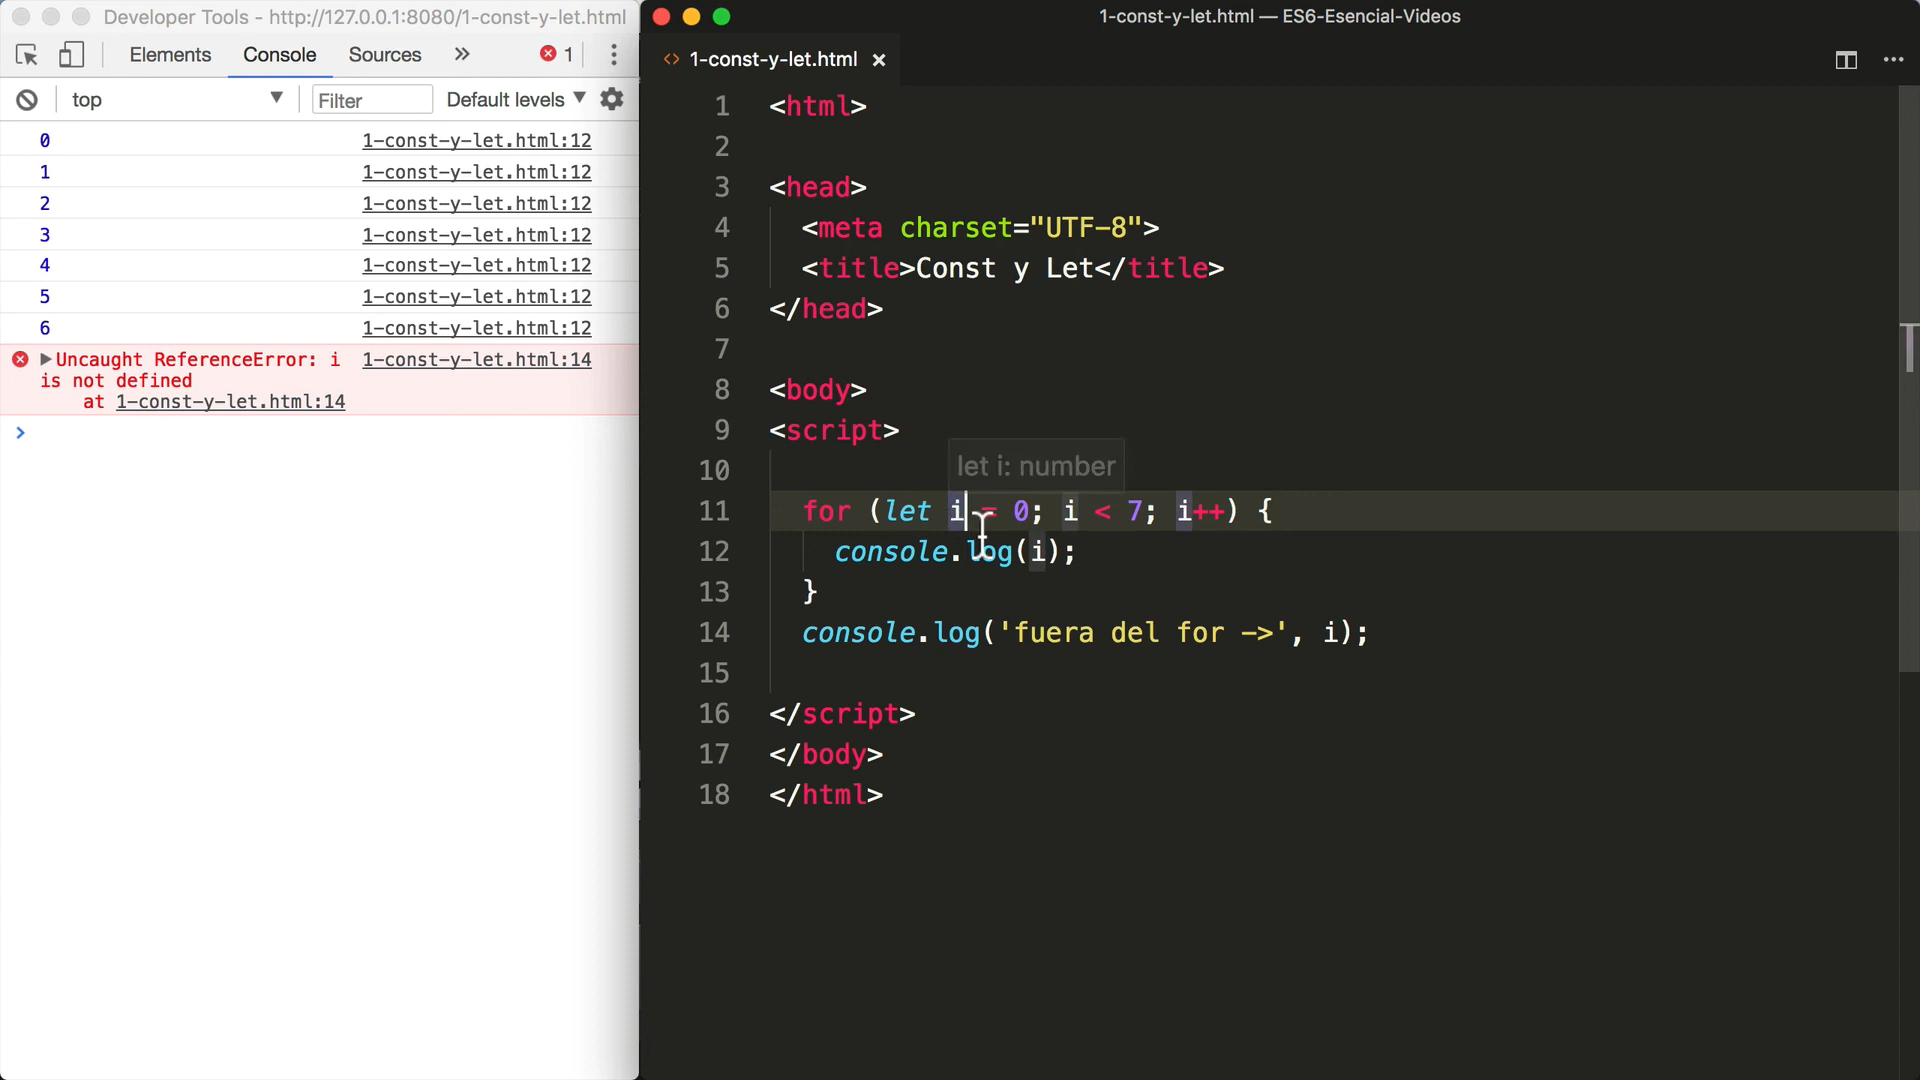 Developer Tools - http://127.0.0.1:8080/1-const-y-let.html
Elements Console Sources » 1
top Filter Default levels
0 1-const-y-let.html:12
1 1-const-y-let.html:12
2 1-const-y-let.html:12
3 1-const-y-let.html:12
4 1-const-y-let.html:12
5 1-const-y-let.html:12
6 1-const-y-let.html:12
Uncaught ReferenceError: i 1-const-y-let.html:14
is not defined
at 1-const-y-let.html:14
1-const-y-let.html — ES6-Esencial-Videos
1-const-y-let.html
1 <html>
2
3 <head>
4 <meta charset="UTF-8">
5 <title>Const y Let</title>
6 </head>
7
8 <body>
9 <script>
let i: number
10
11 for (let i = 0; i < 7; i++) {
12 console.log(i);
13 }
14 console.log('fuera del for ->', i);
15
16 </script>
17 </body>
18 </html>